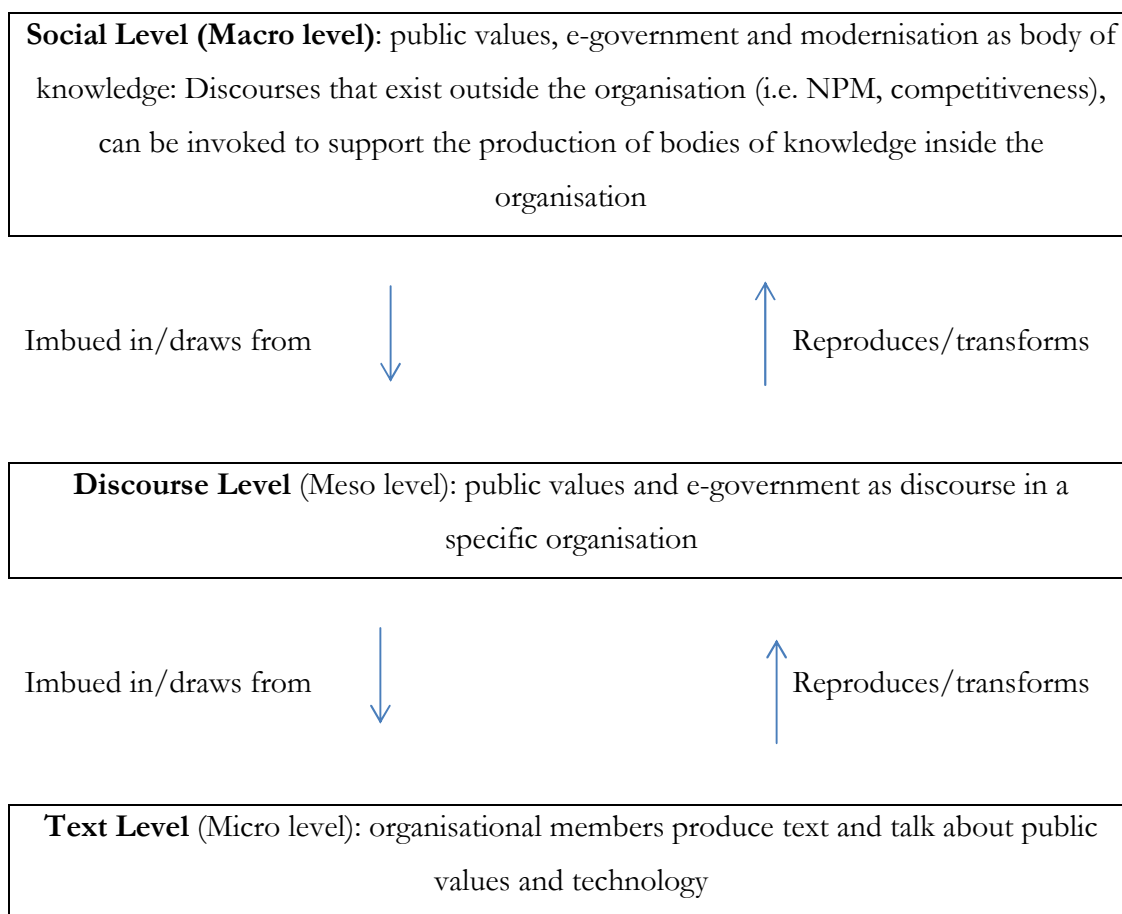 Social Level (Macro level): public values, e-government and modernisation as body of
knowledge: Discourses that exist outside the organisation (i.e. NPM, competitiveness),
can be invoked to support the production of bodies of knowledge inside the
organisation
Imbued in/draws from
Reproduces/transforms
Discourse Level (Meso level): public values and e-government as discourse in a
specific organisation
Imbued in/draws from
Reproduces/transforms
Text Level (Micro level): organisational members produce text and talk about public
values and technology